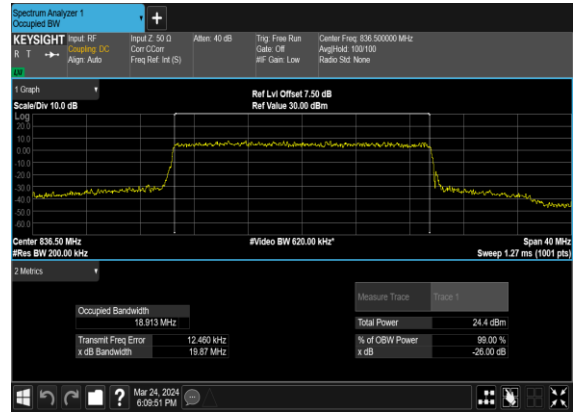 Spectrum Analyzer 1
Occupied BW
+
KEYSIGHT Input: RF Input Z: 50 Ω Atten: 40 dB Trig: Free Run Center Freq: 836.500000 MHz
R T Coupling: DC Corr CCorr Gate: Off Avg|Hold: 100/100
Align: Auto Freq Ref: Int (S) #IF Gain: Low Radio Std: None
1 Graph
Ref Lvl Offset 7.50 dB
Scale/Div 10.0 dB Ref Value 30.00 dBm
Log
20.0
10.0
0.00
-10.0
-20.0
-30.0
-40.0
-50.0
-60.0
Center 836.50 MHz #Video BW 620.00 kHz* Span 40 MHz
#Res BW 200.00 kHz Sweep 1.27 ms (1001 pts)
2 Metrics
Measure Trace Trace 1
Occupied Bandwidth
18.913 MHz Total Power 24.4 dBm
Transmit Freq Error 12.460 kHz % of OBW Power 99.00 %
x dB Bandwidth 19.87 MHz x dB -26.00 dB
? Mar 24, 2024
6:09:51 PM